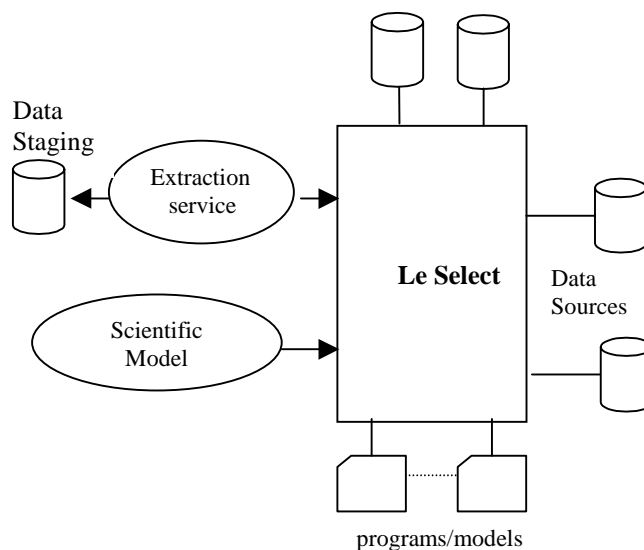 Data
Staging
Extraction
service
Le Select
Data
Sources
Scientific
Model
programs/models